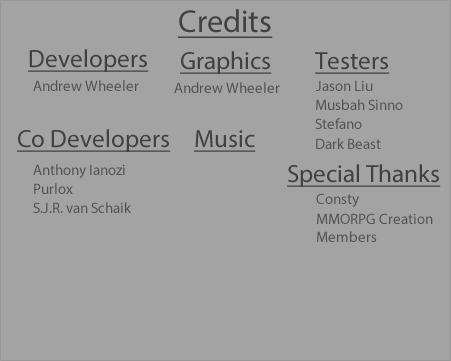 Credits
Developers
Andrew Wheeler
Graphics
Andrew Wheeler
Testers
Jason Liu
Musbah Sinno
Stefano
Dark Beast
Co Developers
Anthony Ianozi
Purlox
S.J.R. van Schaik
Music
Special Thanks
Consty
MMORPG Creation
Members